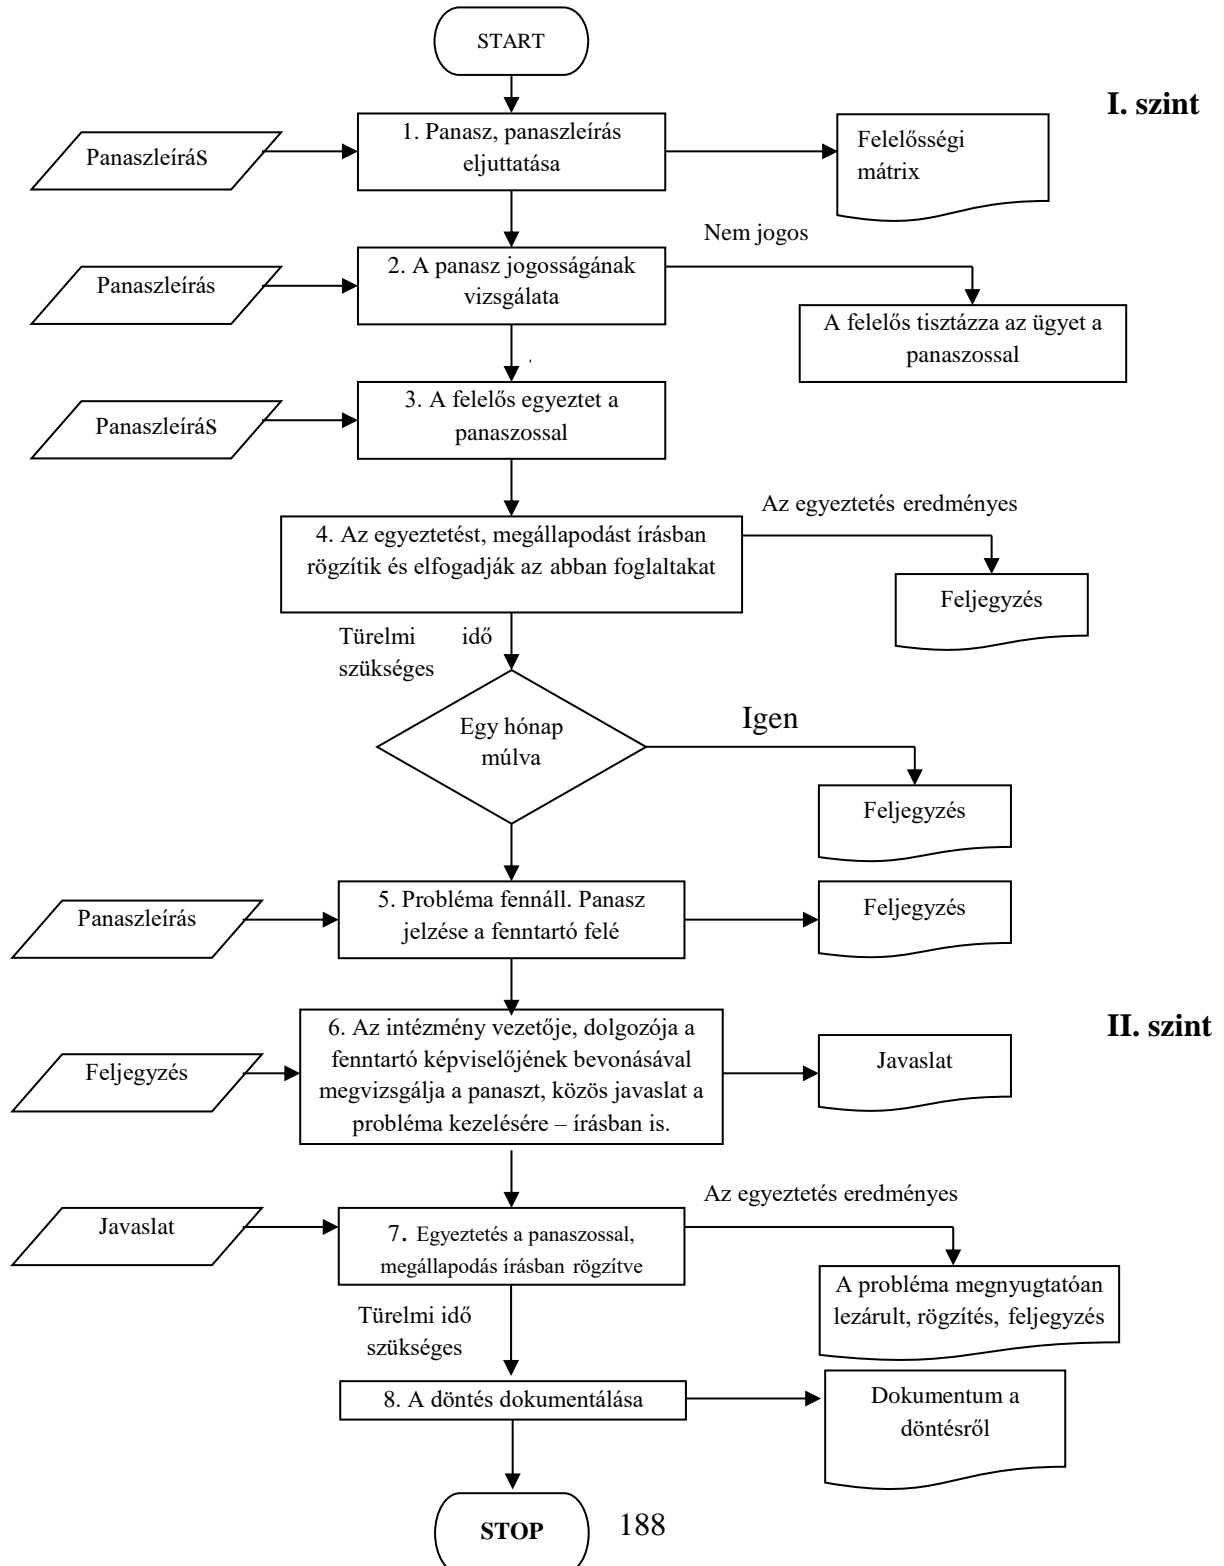 START
I. szint
PanaszleíráS
1. Panasz, panaszleírás
eljuttatása
Felelősségi
mátrix
Nem jogos
Panaszleírás
2. A panasz jogosságának
vizsgálata
A felelős tisztázza az ügyet a
panaszossal
PanaszleíráS
3. A felelős egyeztet a
panaszossal
Az egyeztetés eredményes
4. Az egyeztetést, megállapodást írásban
rögzítik és elfogadják az abban foglaltakat
Feljegyzés
Türelmi idő
szükséges
Egy hónap
múlva
Igen
Feljegyzés
Panaszleírás
5. Probléma fennáll. Panasz
jelzése a fenntartó felé
Feljegyzés
II. szint
Feljegyzés
6. Az intézmény vezetője, dolgozója a
fenntartó képviselőjének bevonásával
megvizsgálja a panaszt, közös javaslat a
probléma kezelésére – írásban is.
Javaslat
Az egyeztetés eredményes
Javaslat
7. Egyeztetés a panaszossal,
megállapodás írásban rögzítve
A probléma megnyugtatóan
lezárult, rögzítés, feljegyzés
Türelmi idő
szükséges
8. A döntés dokumentálása
Dokumentum a
döntésről
STOP
188